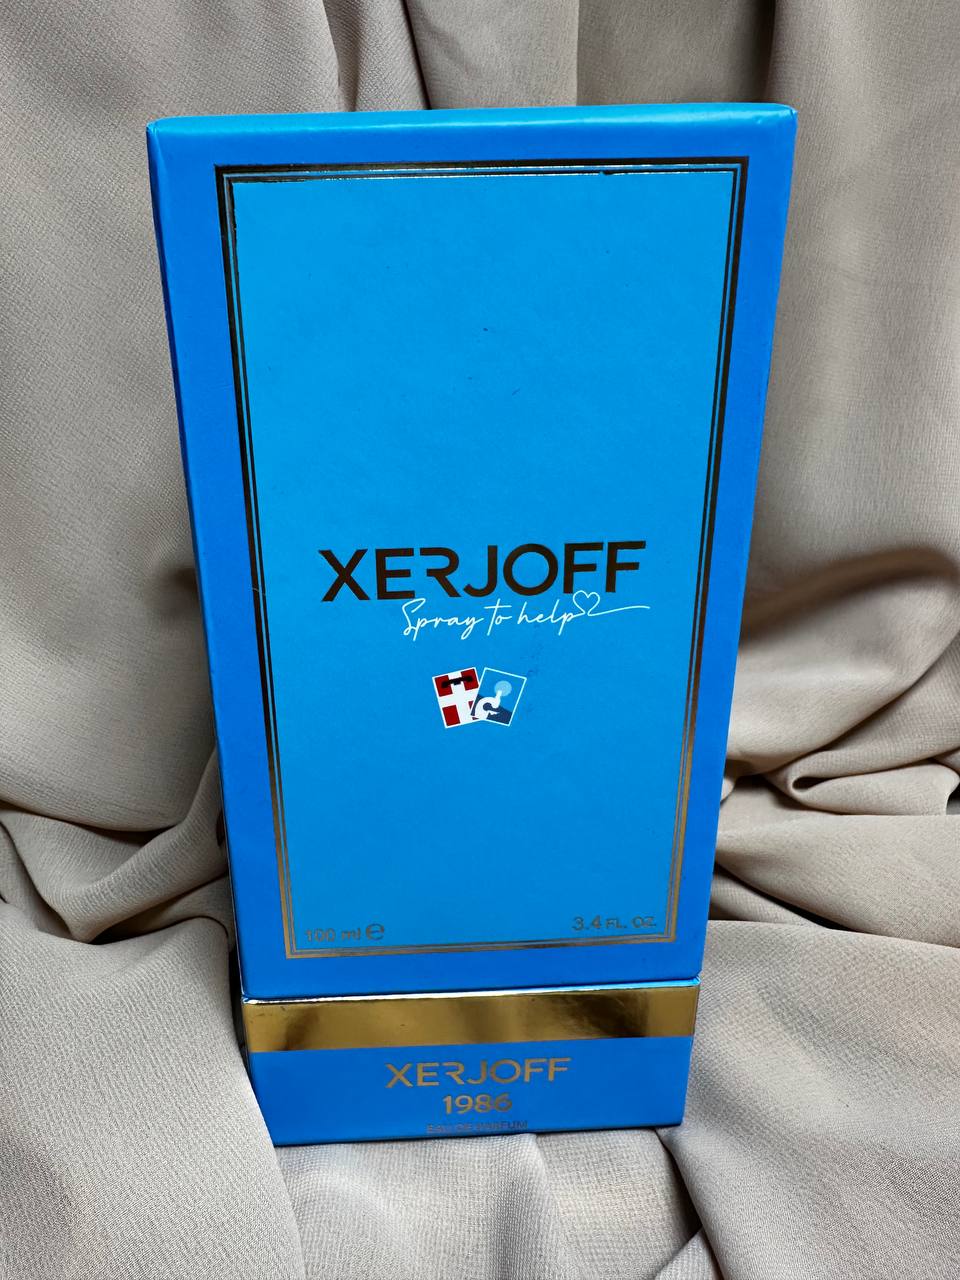 XERJOFF
Spray to help
100 ml e
3.4 FL. OZ.
XERJOFF
1986
EAU DE PARFUM